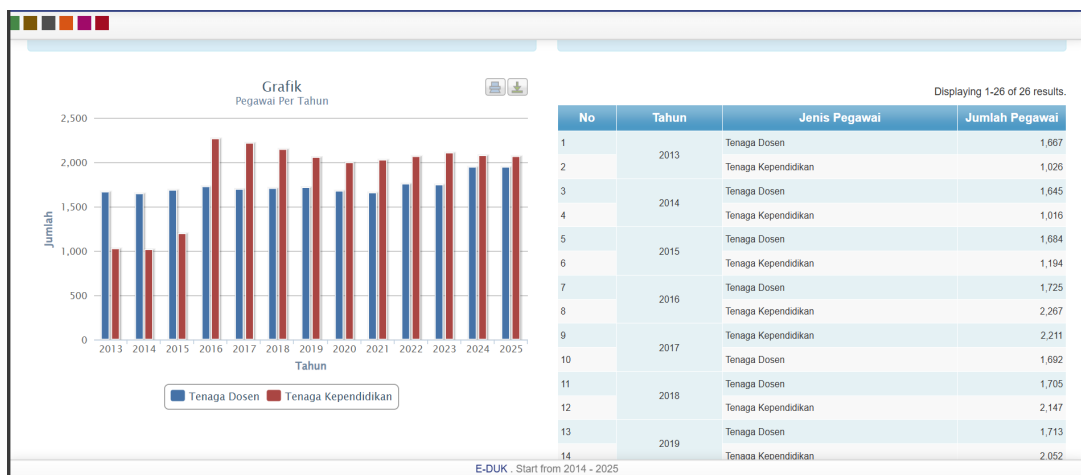 Grafik
Pegawai Per Tahun
2,500
2,000
1,500
1,000
500
0
Jumlah
2013 2014 2015 2016 2017 2018 2019 2020 2021 2022 2023 2024 2025
Tahun
Tenaga Dosen Tenaga Kependidikan
Displaying 1-26 of 26 results.
No Tahun Jenis Pegawai Jumlah Pegawai
1 2013 Tenaga Dosen 1,667
2 Tenaga Kependidikan 1,026
3 2014 Tenaga Dosen 1,645
4 Tenaga Kependidikan 1,016
5 2015 Tenaga Dosen 1,684
6 Tenaga Kependidikan 1,194
7 2016 Tenaga Dosen 1,725
8 Tenaga Kependidikan 2,267
9 2017 Tenaga Kependidikan 2,211
10 Tenaga Dosen 1,692
11 2018 Tenaga Dosen 1,705
12 Tenaga Kependidikan 2,147
13 2019 Tenaga Dosen 1,713
14 Tenaga Kependidikan 2,052
E-DUK . Start from 2014 - 2025